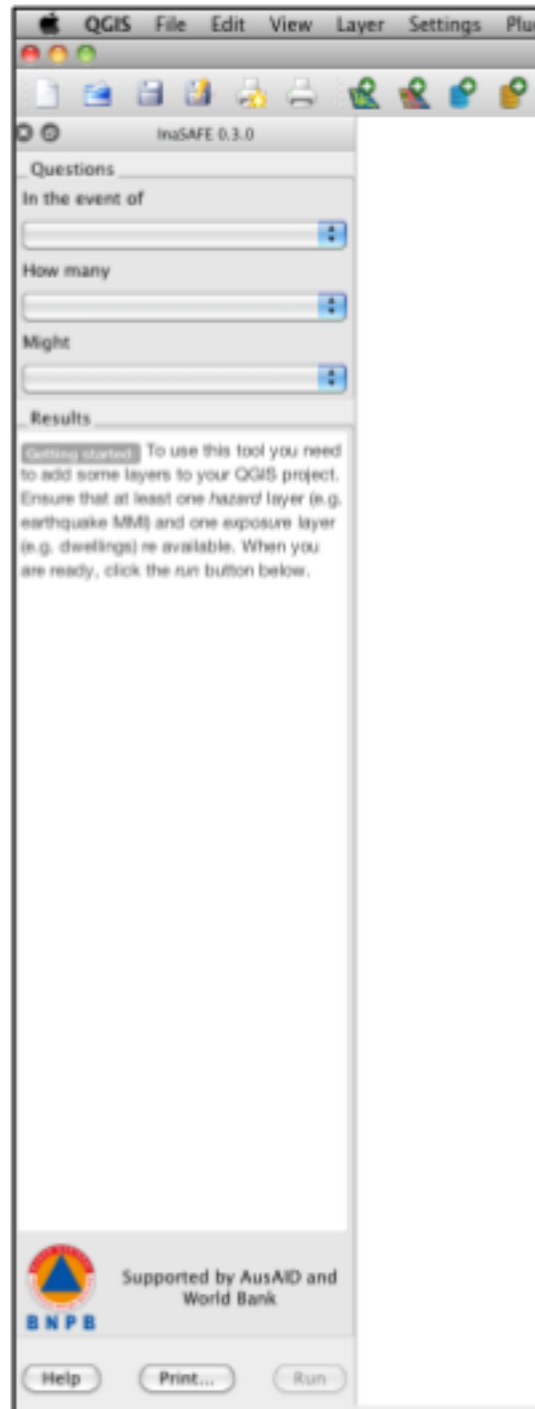 QGIS File Edit View Layer Settings Plu
InaSAFE 0.3.0
Questions
In the event of
How many
Might
Results
Getting started To use this tool you need
to add some layers to your QGIS project.
Ensure that at least one hazard layer (e.g.
earthquake MMI) and one exposure layer
(e.g. dwellings) re available. When you
are ready, click the run button below.
Supported by AusAID and
World Bank
BNPB
Help Print... Run